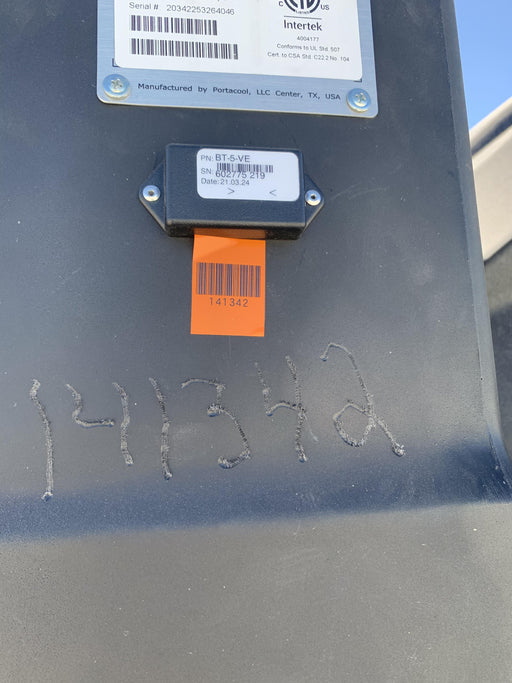 Serial # 20342253264046
C US
Intertek
4004177
Conforms to UL Std. 507
Cert. to CSA Std. C22.2 No. 104
Manufactured by Portacool, LLC Center, TX, USA
PN: BT-5-VE
SN: 602775 219
Date: 21.03.24
> <
141342
141342